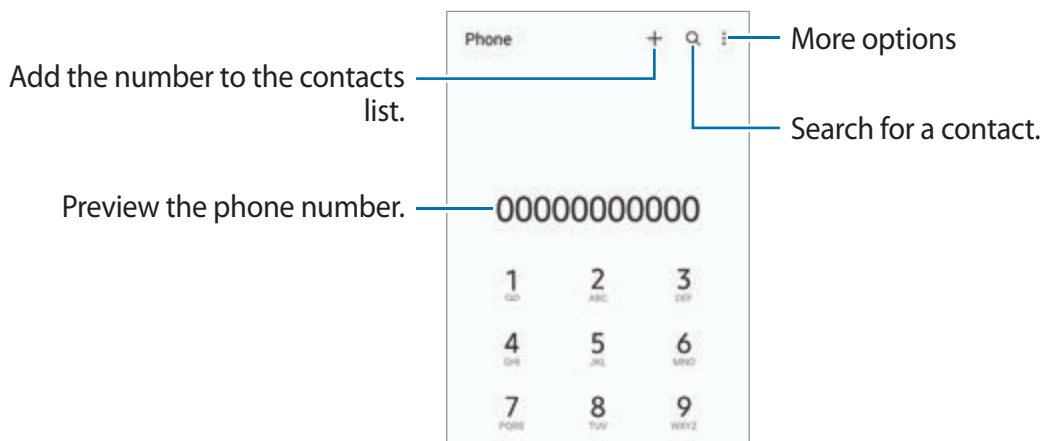 Phone
More options
Add the number to the contacts
list.
Search for a contact.
Preview the phone number.
00000000000
1 2 3
ABC DEF
4 5 6
GHI JKL MNO
7 8 9
PQRS TUV WXYZ